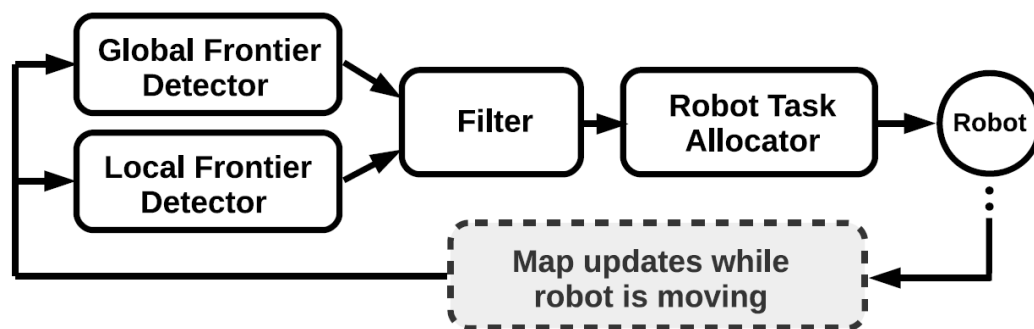 Global Frontier
Detector
Local Frontier
Detector
Filter
Robot Task
Allocator
Robot
Map updates while
robot is moving